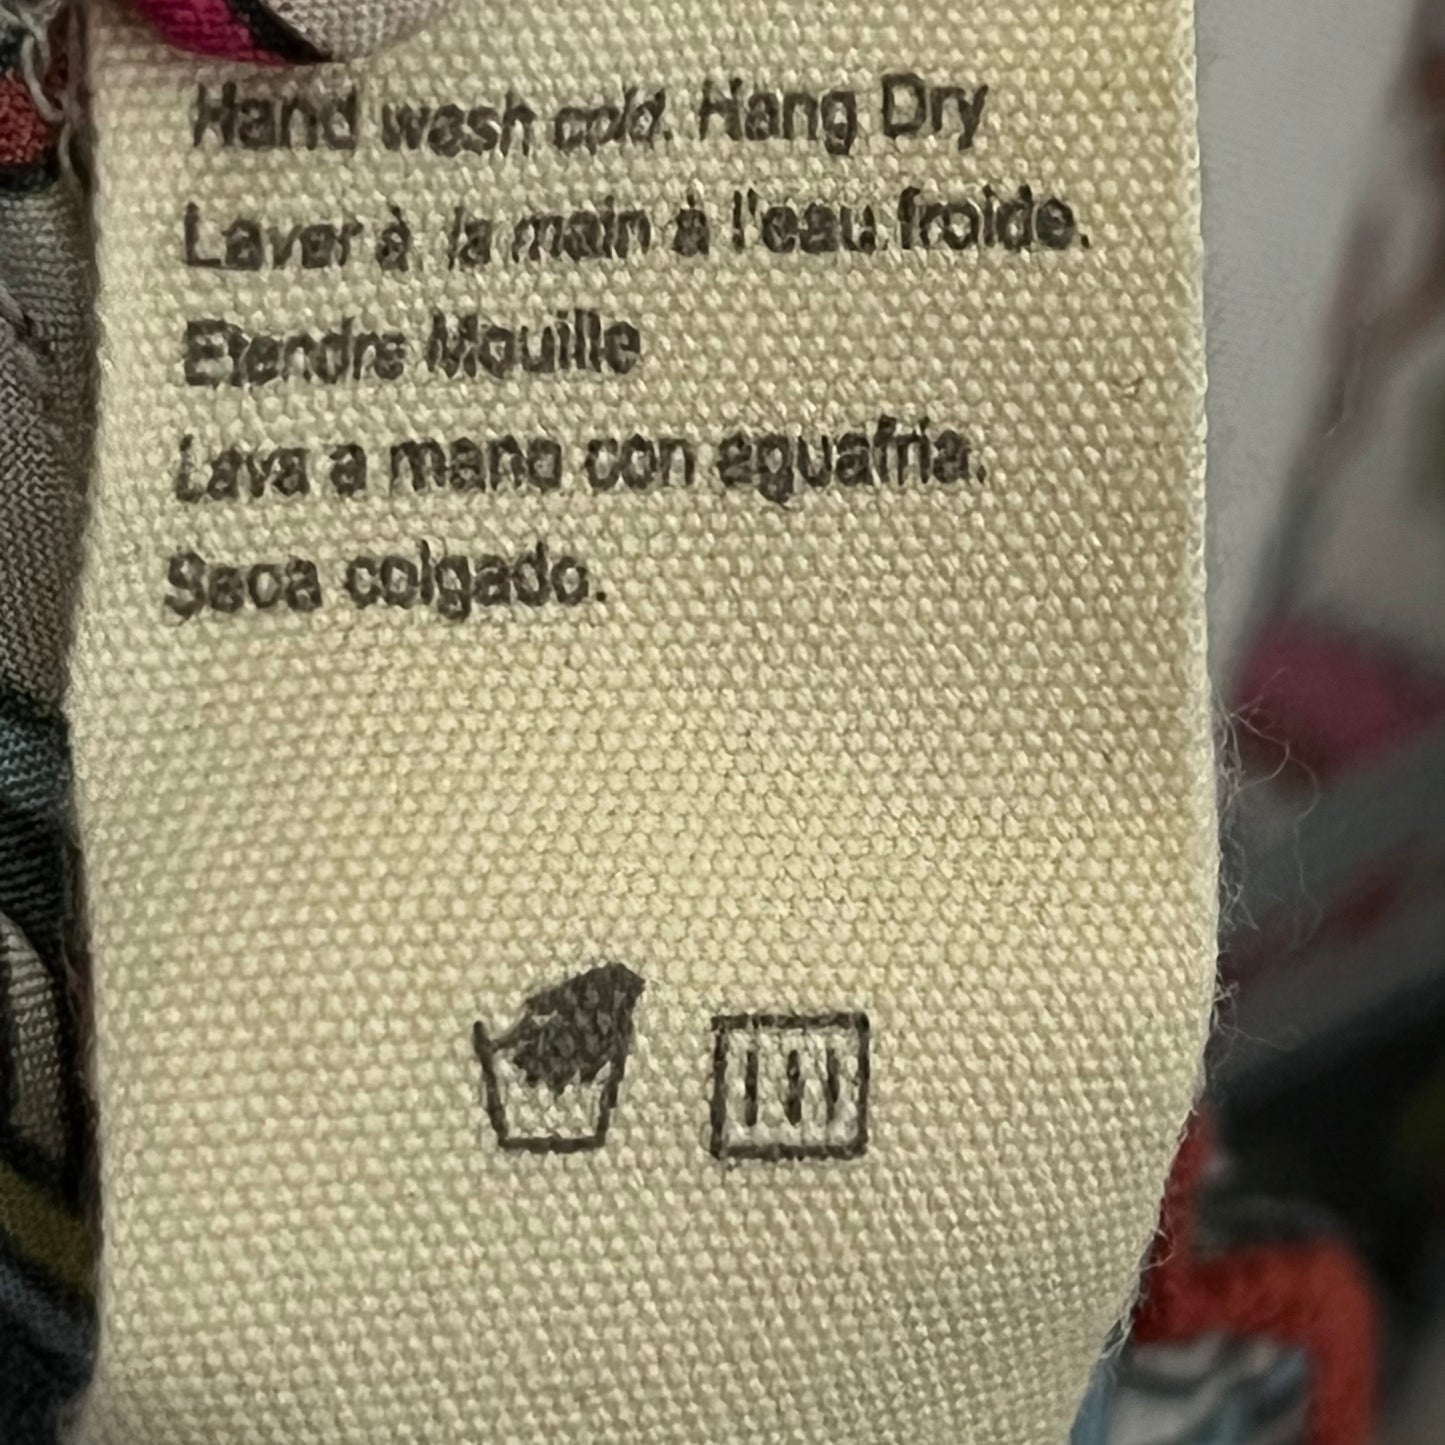 Hand wash cold. Hang Dry
Laver à la main à l'eau froide.
Etendre Mouille
Lava a mano con aguafria.
Seca colgado.